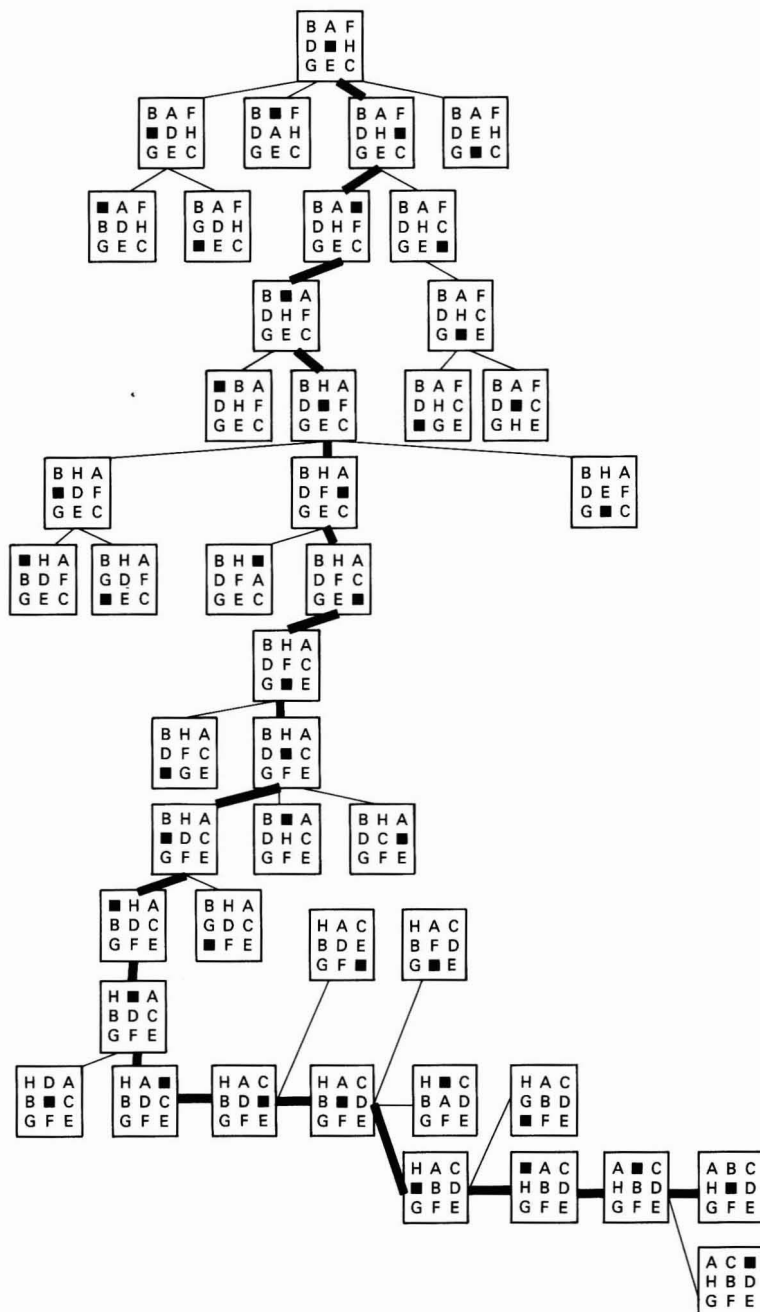 B A F
D ■ H
G E C
B A F
■ D H
G E C
B ■ F
D A H
G E C
B A F
D H ■
G E C
B A F
D E H
G ■ C
■ A F
B D H
G E C
B A F
G D H
■ E C
B A ■
D H F
G E C
B A F
D H C
G E ■
B ■ A
D H F
G E C
B A F
D H C
G ■ E
■ B A
D H F
G E C
B H A
D ■ F
G E C
B A F
D H C
■ G E
B A F
D ■ C
G H E
B H A
■ D F
G E C
B H A
D F ■
G E C
B H A
D E F
G ■ C
■ H A
B D F
G E C
B H A
G D F
■ E C
B H ■
D F A
G E C
B H A
D F C
G E ■
B H A
D F C
G ■ E
B H A
D F C
■ G E
B H A
D ■ C
G F E
B H A
■ D C
G F E
B ■ A
D H C
G F E
B H A
D C ■
G F E
■ H A
B D C
G F E
B H A
G D C
■ F E
H A C
B D E
G F ■
H A C
B F D
G ■ E
H ■ A
B D C
G F E
H D A
B ■ C
G F E
H A ■
B D C
G F E
H A C
B D ■
G F E
H A C
B ■ D
G F E
H ■ C
B A D
G F E
H A C
G B D
■ F E
H A C
■ B D
G F E
■ A C
H B D
G F E
A ■ C
H B D
G F E
A B C
H ■ D
G F E
A C ■
H B D
G F E